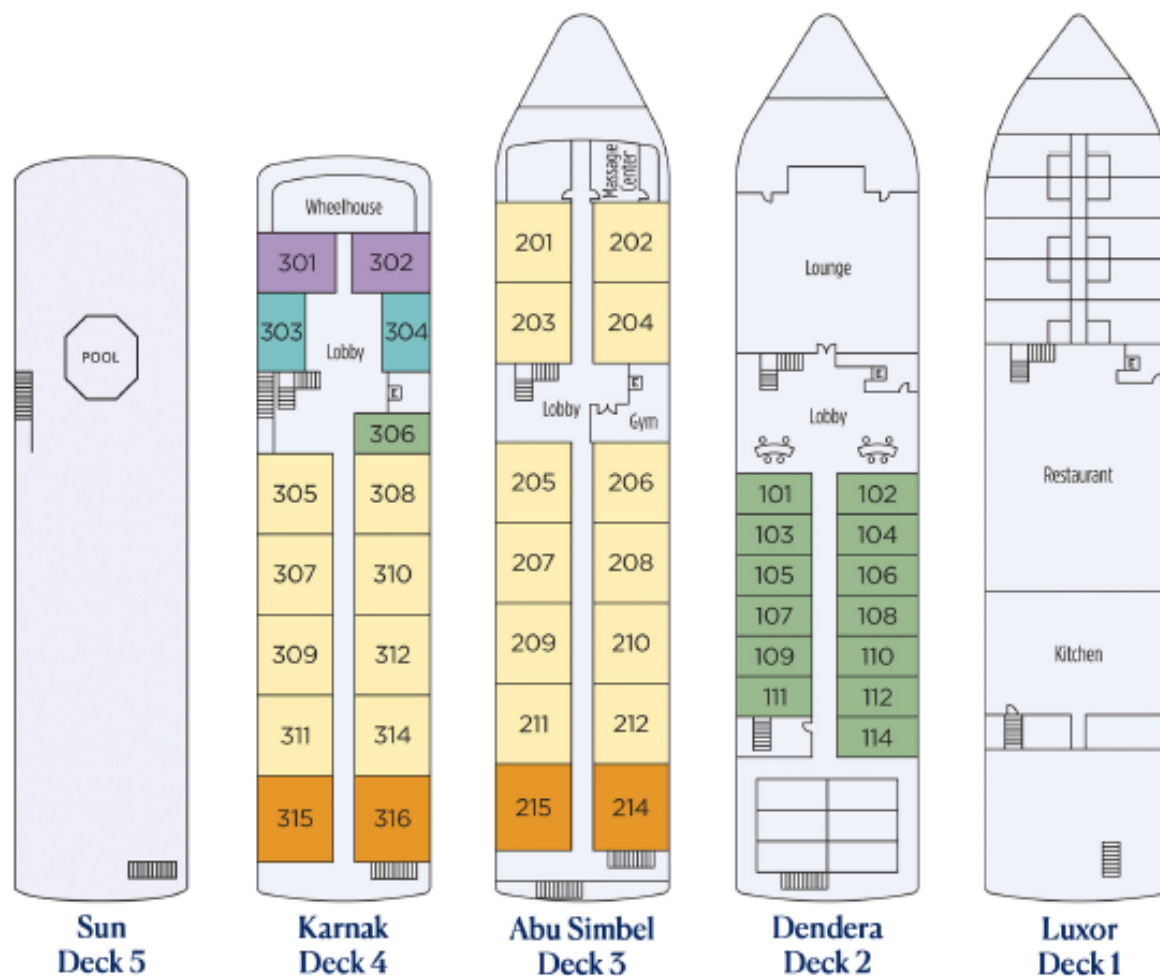 POOL
Sun
Deck 5
Wheelhouse
301 302
303 304
Lobby
E
306
305 308
307 310
309 312
311 314
315 316
Karnak
Deck 4
Massage
Center
201 202
203 204
E
Lobby
Gym
205 206
207 208
209 210
211 212
215 214
Abu Simbel
Deck 3
Lounge
E
Lobby
101 102
103 104
105 106
107 108
109 110
111 112
114
Dendera
Deck 2
E
Restaurant
Kitchen
Luxor
Deck 1